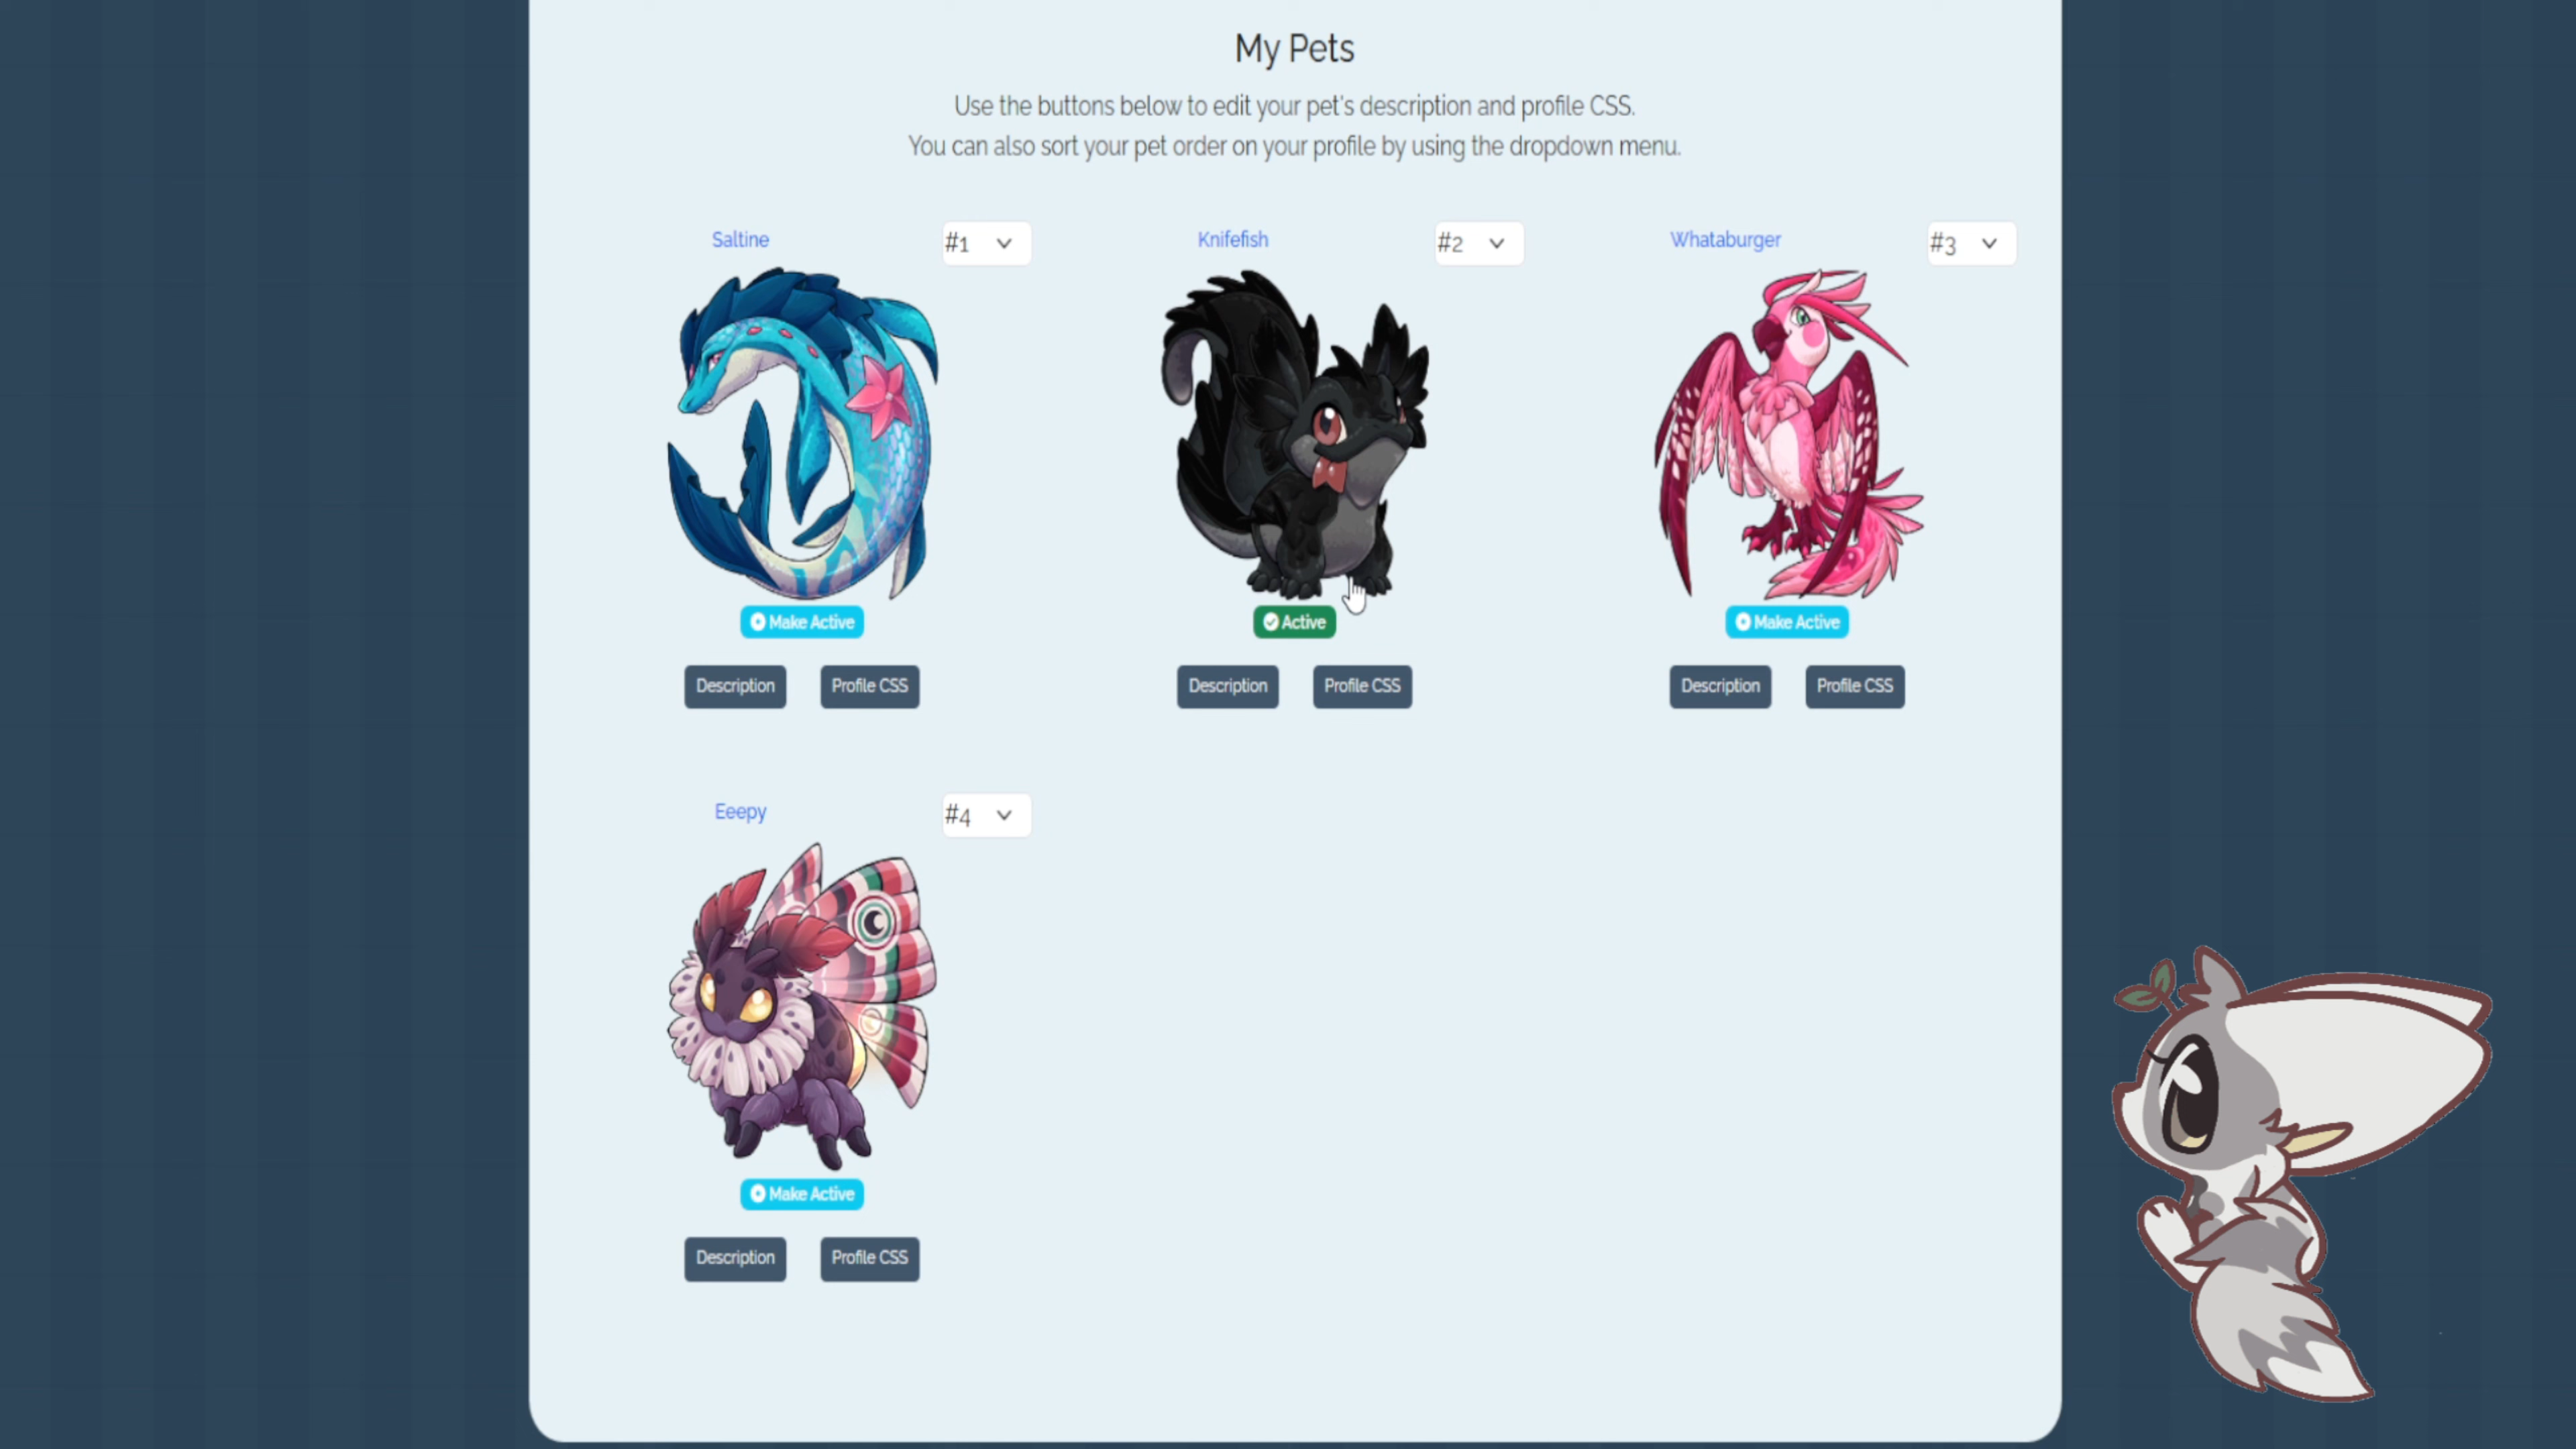 My Pets
Use the buttons below to edit your pet's description and profile CSS.
You can also sort your pet order on your profile by using the dropdown menu.
Saltine
#1
Knifefish
#2
Whataburger
#3
Make Active
Active
Make Active
Description
Profile CSS
Description
Profile CSS
Description
Profile CSS
Eeepy
#4
Make Active
Description
Profile CSS